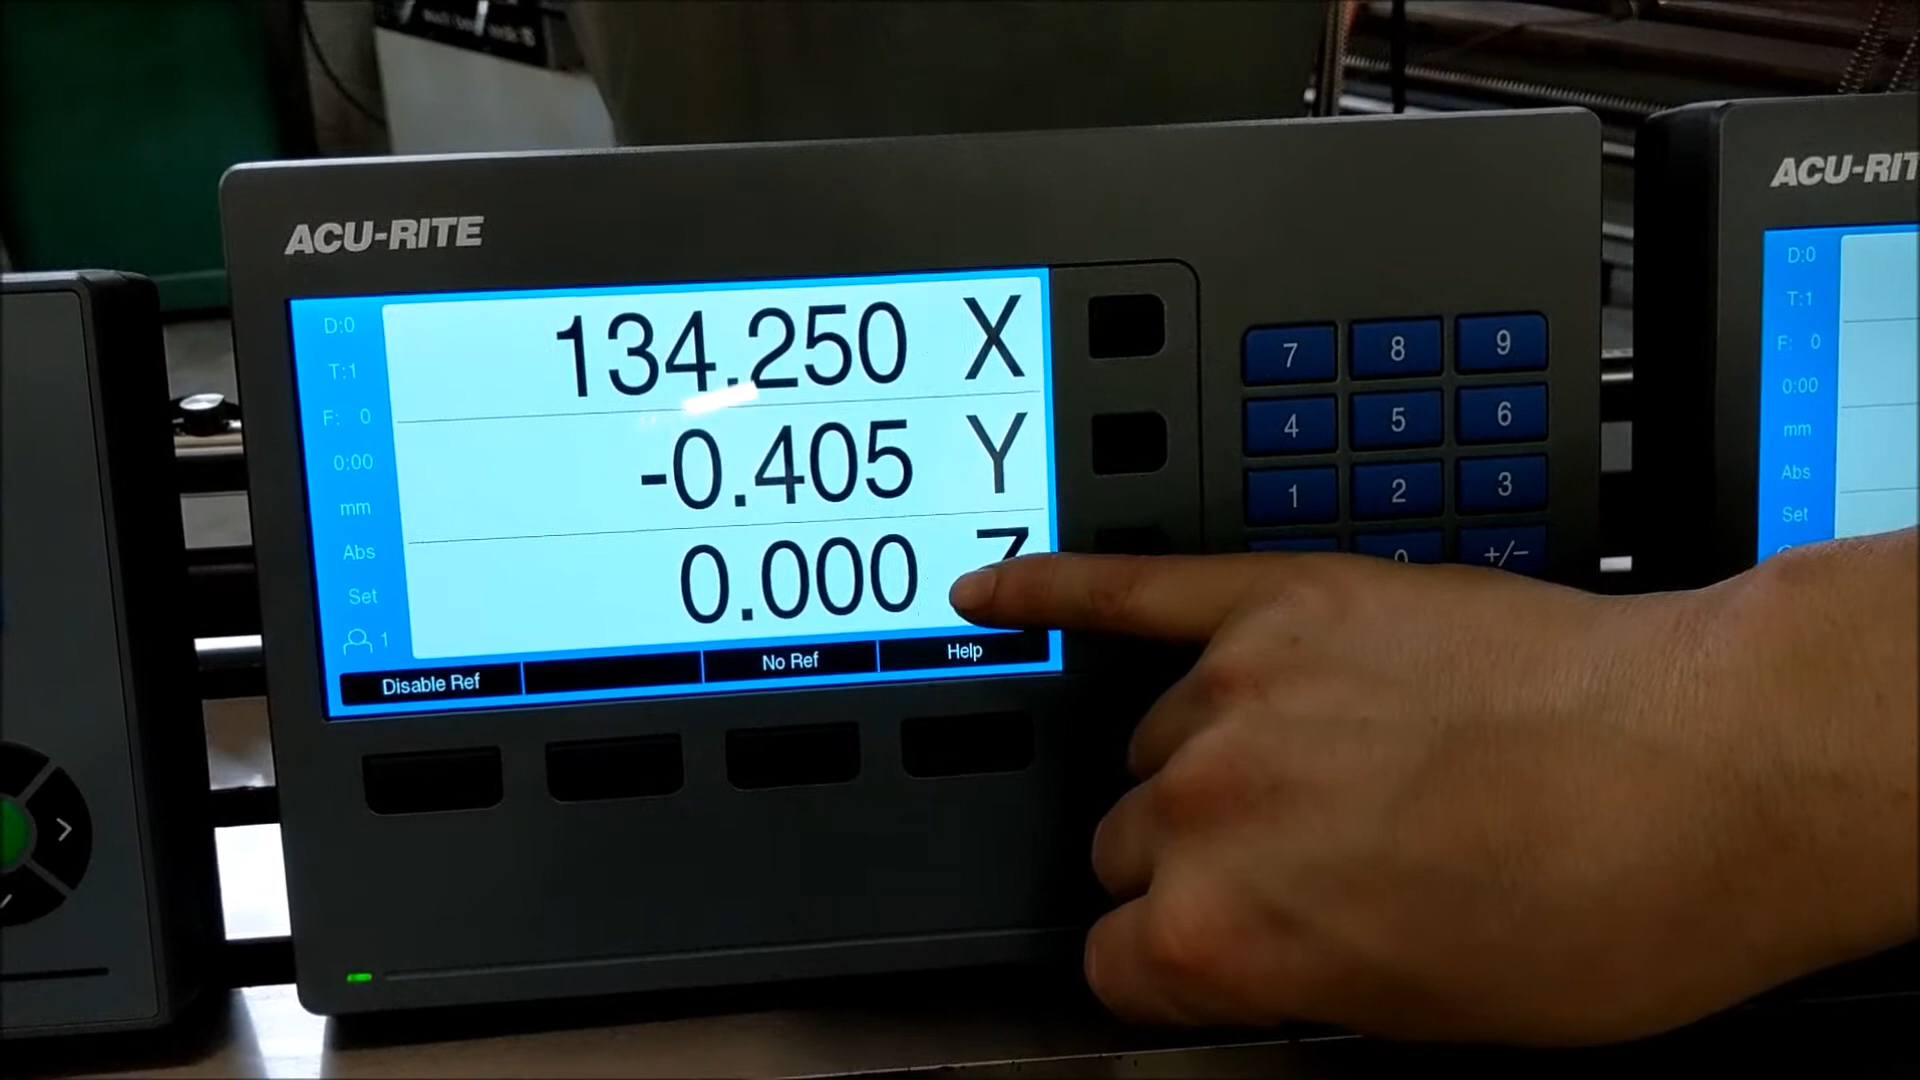 ACU-RITE
D:0
134.250 X
T:1
F: 0
-0.405 Y
0:00
mm
Abs
0.000 Z
Set
1
Disable Ref
No Ref
Help
7 8 9
4 5 6
1 2 3
0 +/-
ACU-RIT
D:0
T:1
F: 0
0:00
mm
Abs
Set